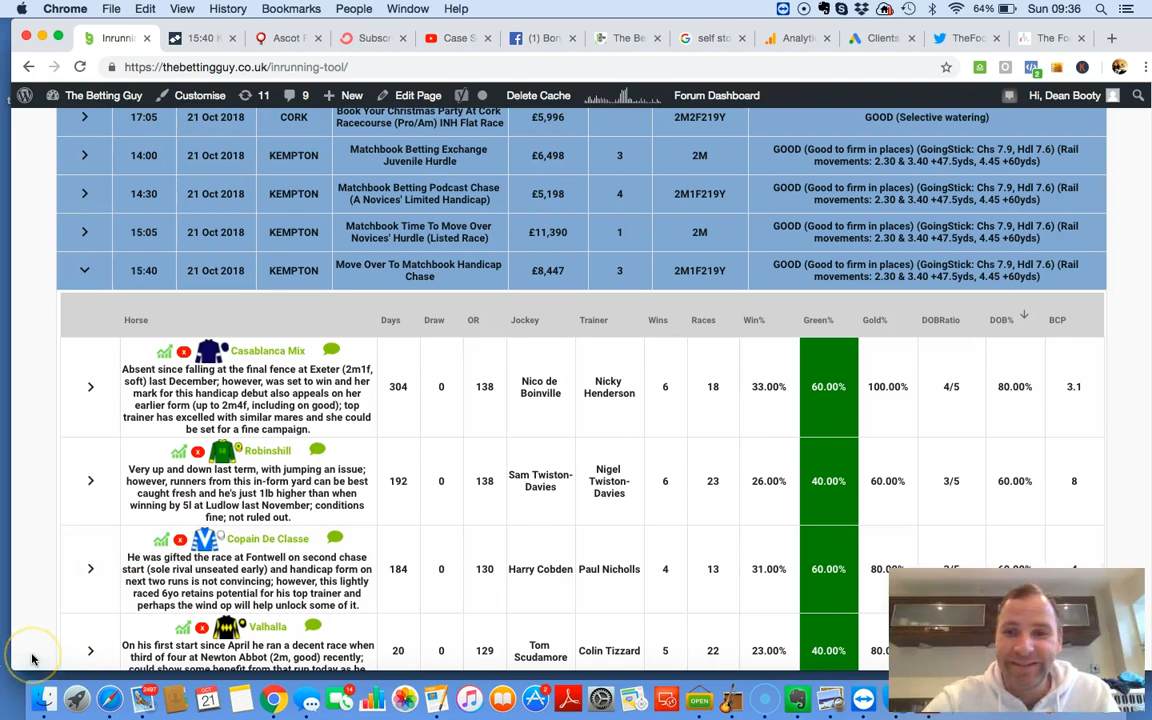 Chrome File Edit View History Bookmarks People Window Help 64% Sun 09:36
Inrunni 15:40 K Ascot R Subscri Case S (1) Bon The Be self sto Analyti Clients TheFoo The Fo
https://thebettingguy.co.uk/inrunning-tool/
The Betting Guy Customise 11 9 New Edit Page Delete Cache Forum Dashboard Hi, Dean Booty
17:05 21 Oct 2018 CORK Book Your Christmas Party At Cork Racecourse (Pro/Am) INH Flat Race £5,996 2M2F219Y GOOD (Selective watering)
14:00 21 Oct 2018 KEMPTON Matchbook Betting Exchange Juvenile Hurdle £6,498 3 2M GOOD (Good to firm in places) (GoingStick: Chs 7.9, Hdl 7.6) (Rail movements: 2.30 & 3.40 +47.5yds, 4.45 +60yds)
14:30 21 Oct 2018 KEMPTON Matchbook Betting Podcast Chase (A Novices' Limited Handicap) £5,198 4 2M1F219Y GOOD (Good to firm in places) (GoingStick: Chs 7.9, Hdl 7.6) (Rail movements: 2.30 & 3.40 +47.5yds, 4.45 +60yds)
15:05 21 Oct 2018 KEMPTON Matchbook Time To Move Over Novices' Hurdle (Listed Race) £11,390 1 2M GOOD (Good to firm in places) (GoingStick: Chs 7.9, Hdl 7.6) (Rail movements: 2.30 & 3.40 +47.5yds, 4.45 +60yds)
15:40 21 Oct 2018 KEMPTON Move Over To Matchbook Handicap Chase £8,447 3 2M1F219Y GOOD (Good to firm in places) (GoingStick: Chs 7.9, Hdl 7.6) (Rail movements: 2.30 & 3.40 +47.5yds, 4.45 +60yds)
Horse Days Draw OR Jockey Trainer Wins Races Win% Green% Gold% DOBRatio DOB% BCP
x Casablanca Mix
Absent since falling at the final fence at Exeter (2m1f,
soft) last December; however, was set to win and her
mark for this handicap debut also appeals on her
earlier form (up to 2m4f, including on good); top
trainer has excelled with similar mares and she could
be set for a fine campaign.
304 0 138 Nico de Boinville Nicky Henderson 6 18 33.00% 60.00% 100.00% 4/5 80.00% 3.1
x Robinshill
Very up and down last term, with jumping an issue;
however, runners from this in-form yard can be best
caught fresh and he's just 1lb higher than when
winning by 5l at Ludlow last November; conditions
fine; not ruled out.
192 0 138 Sam Twiston-Davies Nigel Twiston-Davies 6 23 26.00% 40.00% 60.00% 3/5 60.00% 8
x Copain De Classe
He was gifted the race at Fontwell on second chase
start (sole rival unseated early) and handicap form on
next two runs is not convincing; however, this lightly
raced 6yo retains potential for his top trainer and
perhaps the wind op will help unlock some of it.
184 0 130 Harry Cobden Paul Nicholls 4 13 31.00% 60.00%
x Valhalla
On his first start since April he ran a decent race when
third of four at Newton Abbot (2m, good) recently;
could show some benefit from that run today as he
20 0 129 Tom Scudamore Colin Tizzard 5 22 23.00% 40.00%
2497 OCT 21 14 2 OPEN